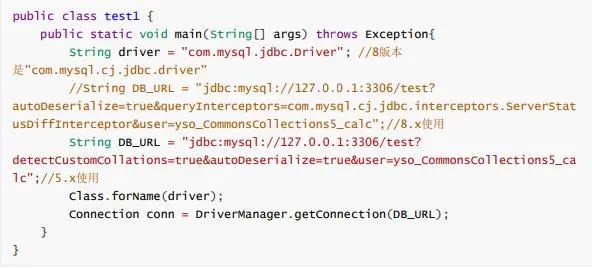 public class test1 {
public static void main(String[] args) throws Exception{
String driver = "com.mysql.jdbc.Driver"; //8版本
是"com.mysql.cj.jdbc.driver"
//String DB_URL = "jdbc:mysql://127.0.0.1:3306/test?
autoDeserialize=true&queryInterceptors=com.mysql.cj.jdbc.interceptors.ServerStat
usDiffInterceptor&user=yso_CommonsCollections5_calc";//8.x使用
String DB_URL = "jdbc:mysql://127.0.0.1:3306/test?
detectCustomCollations=true&autoDeserialize=true&user=yso_CommonsCollections5_ca
lc";//5.x使用
Class.forName(driver);
Connection conn = DriverManager.getConnection(DB_URL);
}
}